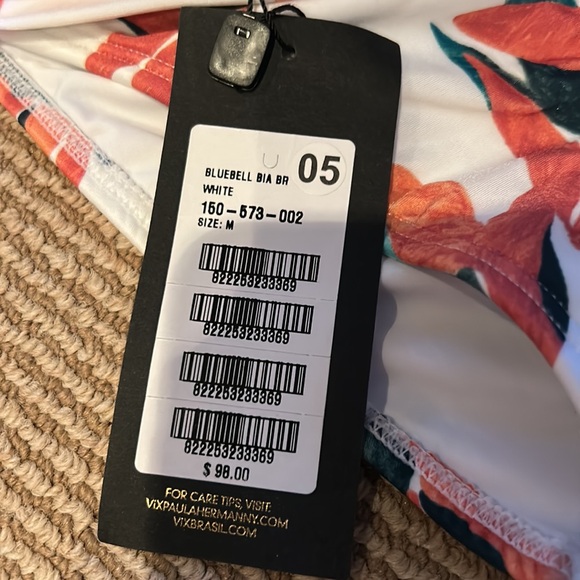 BLUEBELL BIA BR 05
WHITE
150-573-002
SIZE: M
822253233369
822253233369
822253233369
822253233369
$ 98.00
FOR CARE TIPS, VISIT:
ViXPAULAHERMANNY.COM
ViXBRASIL.COM